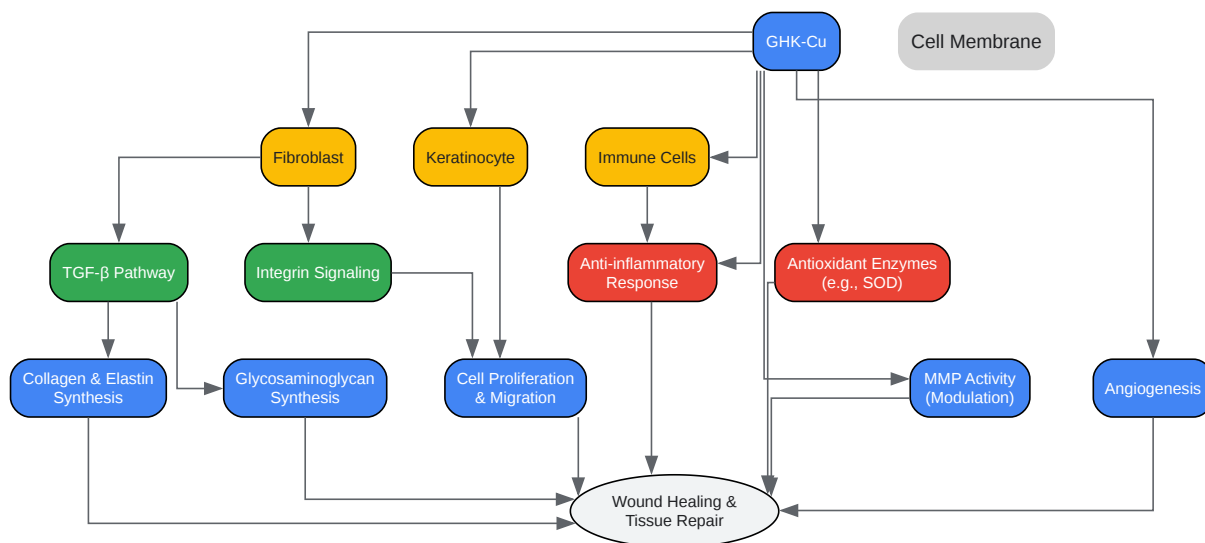 GHK-Cu
Cell Membrane
Fibroblast
Keratinocyte
Immune Cells
TGF-β Pathway
Integrin Signaling
Anti-inflammatory
Response
Antioxidant Enzymes
(e.g., SOD)
Collagen & Elastin
Synthesis
Glycosaminoglycan
Synthesis
Cell Proliferation
& Migration
MMP Activity
(Modulation)
Angiogenesis
Wound Healing &
Tissue Repair